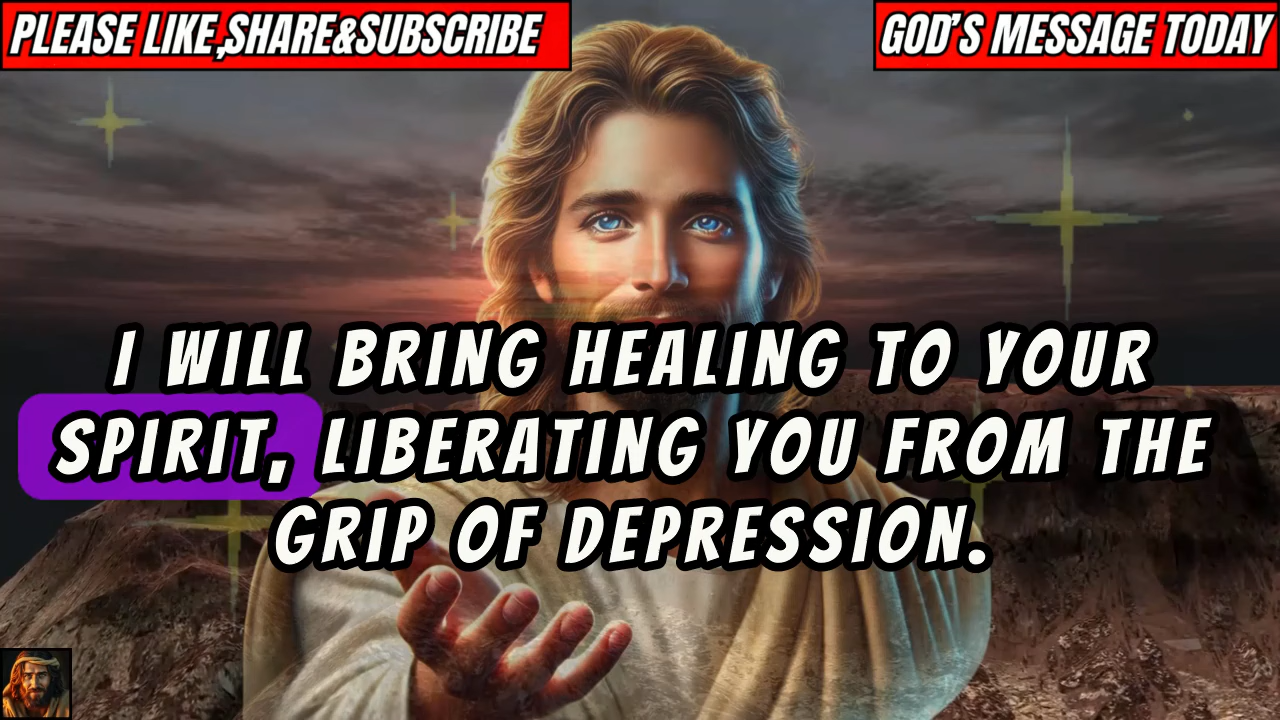 PLEASE LIKE,SHARE&SUBSCRIBE
GOD'S MESSAGE TODAY
I WILL BRING HEALING TO YOUR
SPIRIT, LIBERATING YOU FROM THE
GRIP OF DEPRESSION.